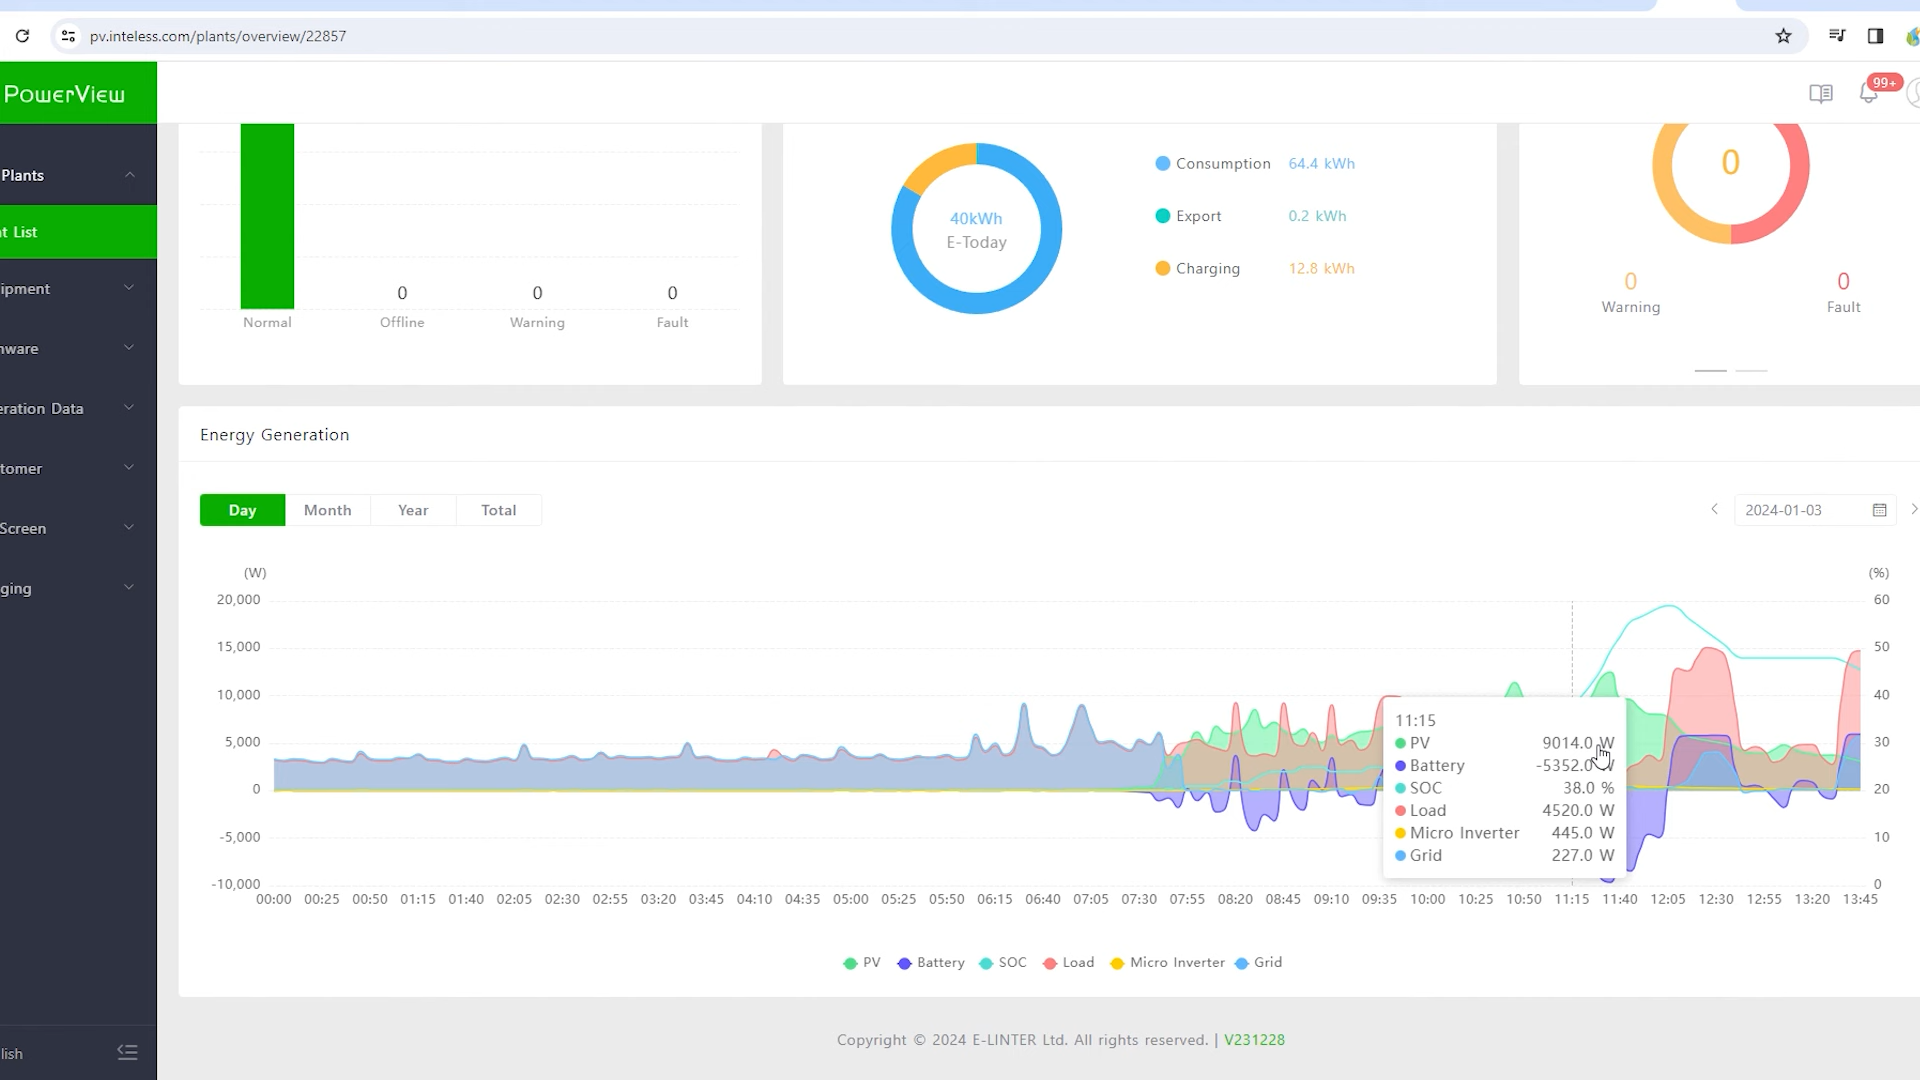 pv.inteless.com/plants/overview/22857
PowerView
99+
Plants
t List
ipment
ware
eration Data
tomer
Screen
ging
lish
0
0
0
Normal
Offline
Warning
Fault
40kWh
E-Today
Consumption 64.4 kWh
Export 0.2 kWh
Charging 12.8 kWh
0
0
0
Warning
Fault
Energy Generation
Day
Month
Year
Total
2024-01-03
(W)
(%)
20,000
15,000
10,000
5,000
0
-5,000
-10,000
60
50
40
30
20
10
0
11:15
PV 9014.0 W
Battery -5352.0 W
SOC 38.0 %
Load 4520.0 W
Micro Inverter 445.0 W
Grid 227.0 W
00:00 00:25 00:50 01:15 01:40 02:05 02:30 02:55 03:20 03:45 04:10 04:35 05:00 05:25 05:50 06:15 06:40 07:05 07:30 07:55 08:20 08:45 09:10 09:35 10:00 10:25 10:50 11:15 11:40 12:05 12:30 12:55 13:20 13:45
PV Battery SOC Load Micro Inverter Grid
Copyright © 2024 E-LINTER Ltd. All rights reserved. | V231228